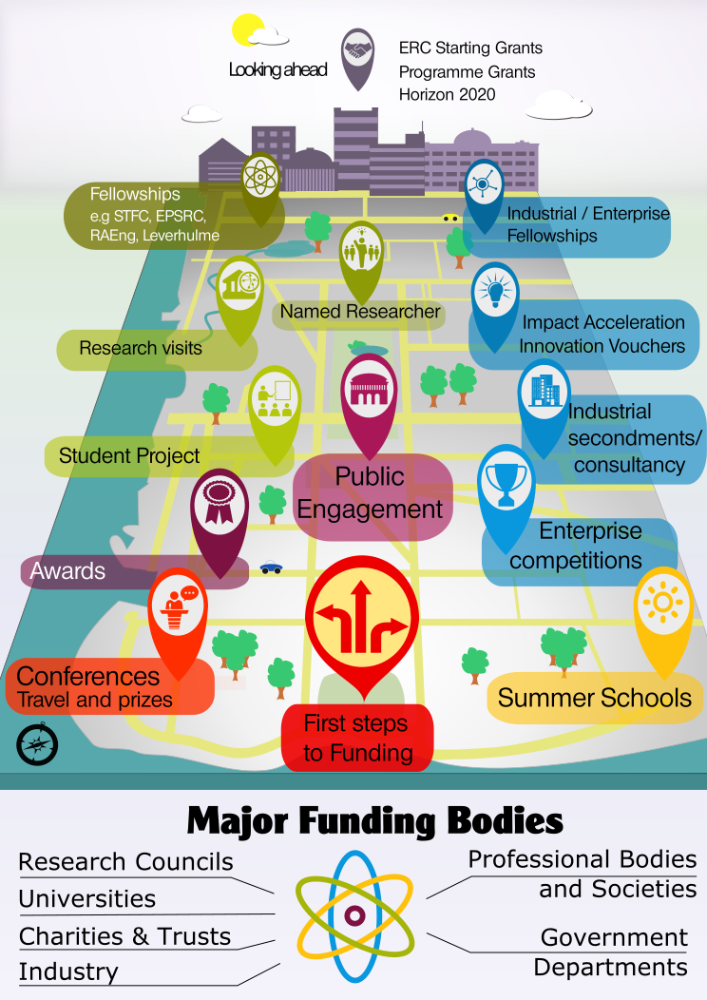 Looking ahead
ERC Starting Grants
Programme Grants
Horizon 2020
Fellowships
e.g STFC, EPSRC,
RAEng, Leverhulme
Industrial / Enterprise
Fellowships
Named Researcher
Research visits
Impact Acceleration
Innovation Vouchers
Student Project
Public
Engagement
Industrial
secondments/
consultancy
Awards
Enterprise
competitions
Conferences
Travel and prizes
First steps
to Funding
Summer Schools
Major Funding Bodies
Research Councils
Universities
Charities & Trusts
Industry
Professional Bodies
and Societies
Government
Departments